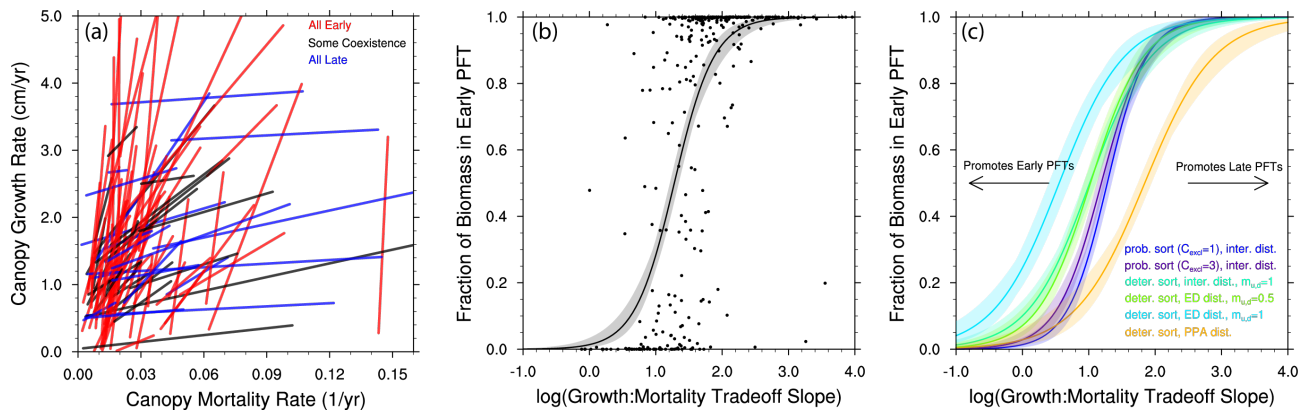 (a)
All Early
Some Coexistence
All Late
Canopy Growth Rate (cm/yr)
5.0
4.0
3.0
2.0
1.0
0.0
0.00
0.03
0.06
0.09
0.12
0.15
Canopy Mortality Rate (1/yr)
(b)
Fraction of Biomass in Early PFT
1.0
0.8
0.6
0.4
0.2
0.0
-1.0
0.0
1.0
2.0
3.0
4.0
log(Growth:Mortality Tradeoff Slope)
(c)
Fraction of Biomass in Early PFT
1.0
0.8
0.6
0.4
0.2
0.0
Promotes Early PFTs
Promotes Late PFTs
prob. sort (Cexcl=1), inter. dist.
prob. sort (Cexcl=3), inter. dist.
deter. sort, inter. dist., mu,d=1
deter. sort, ED dist., mu,d=0.5
deter. sort, ED dist., mu,d=1
deter. sort, PPA dist.
-1.0
0.0
1.0
2.0
3.0
4.0
log(Growth:Mortality Tradeoff Slope)